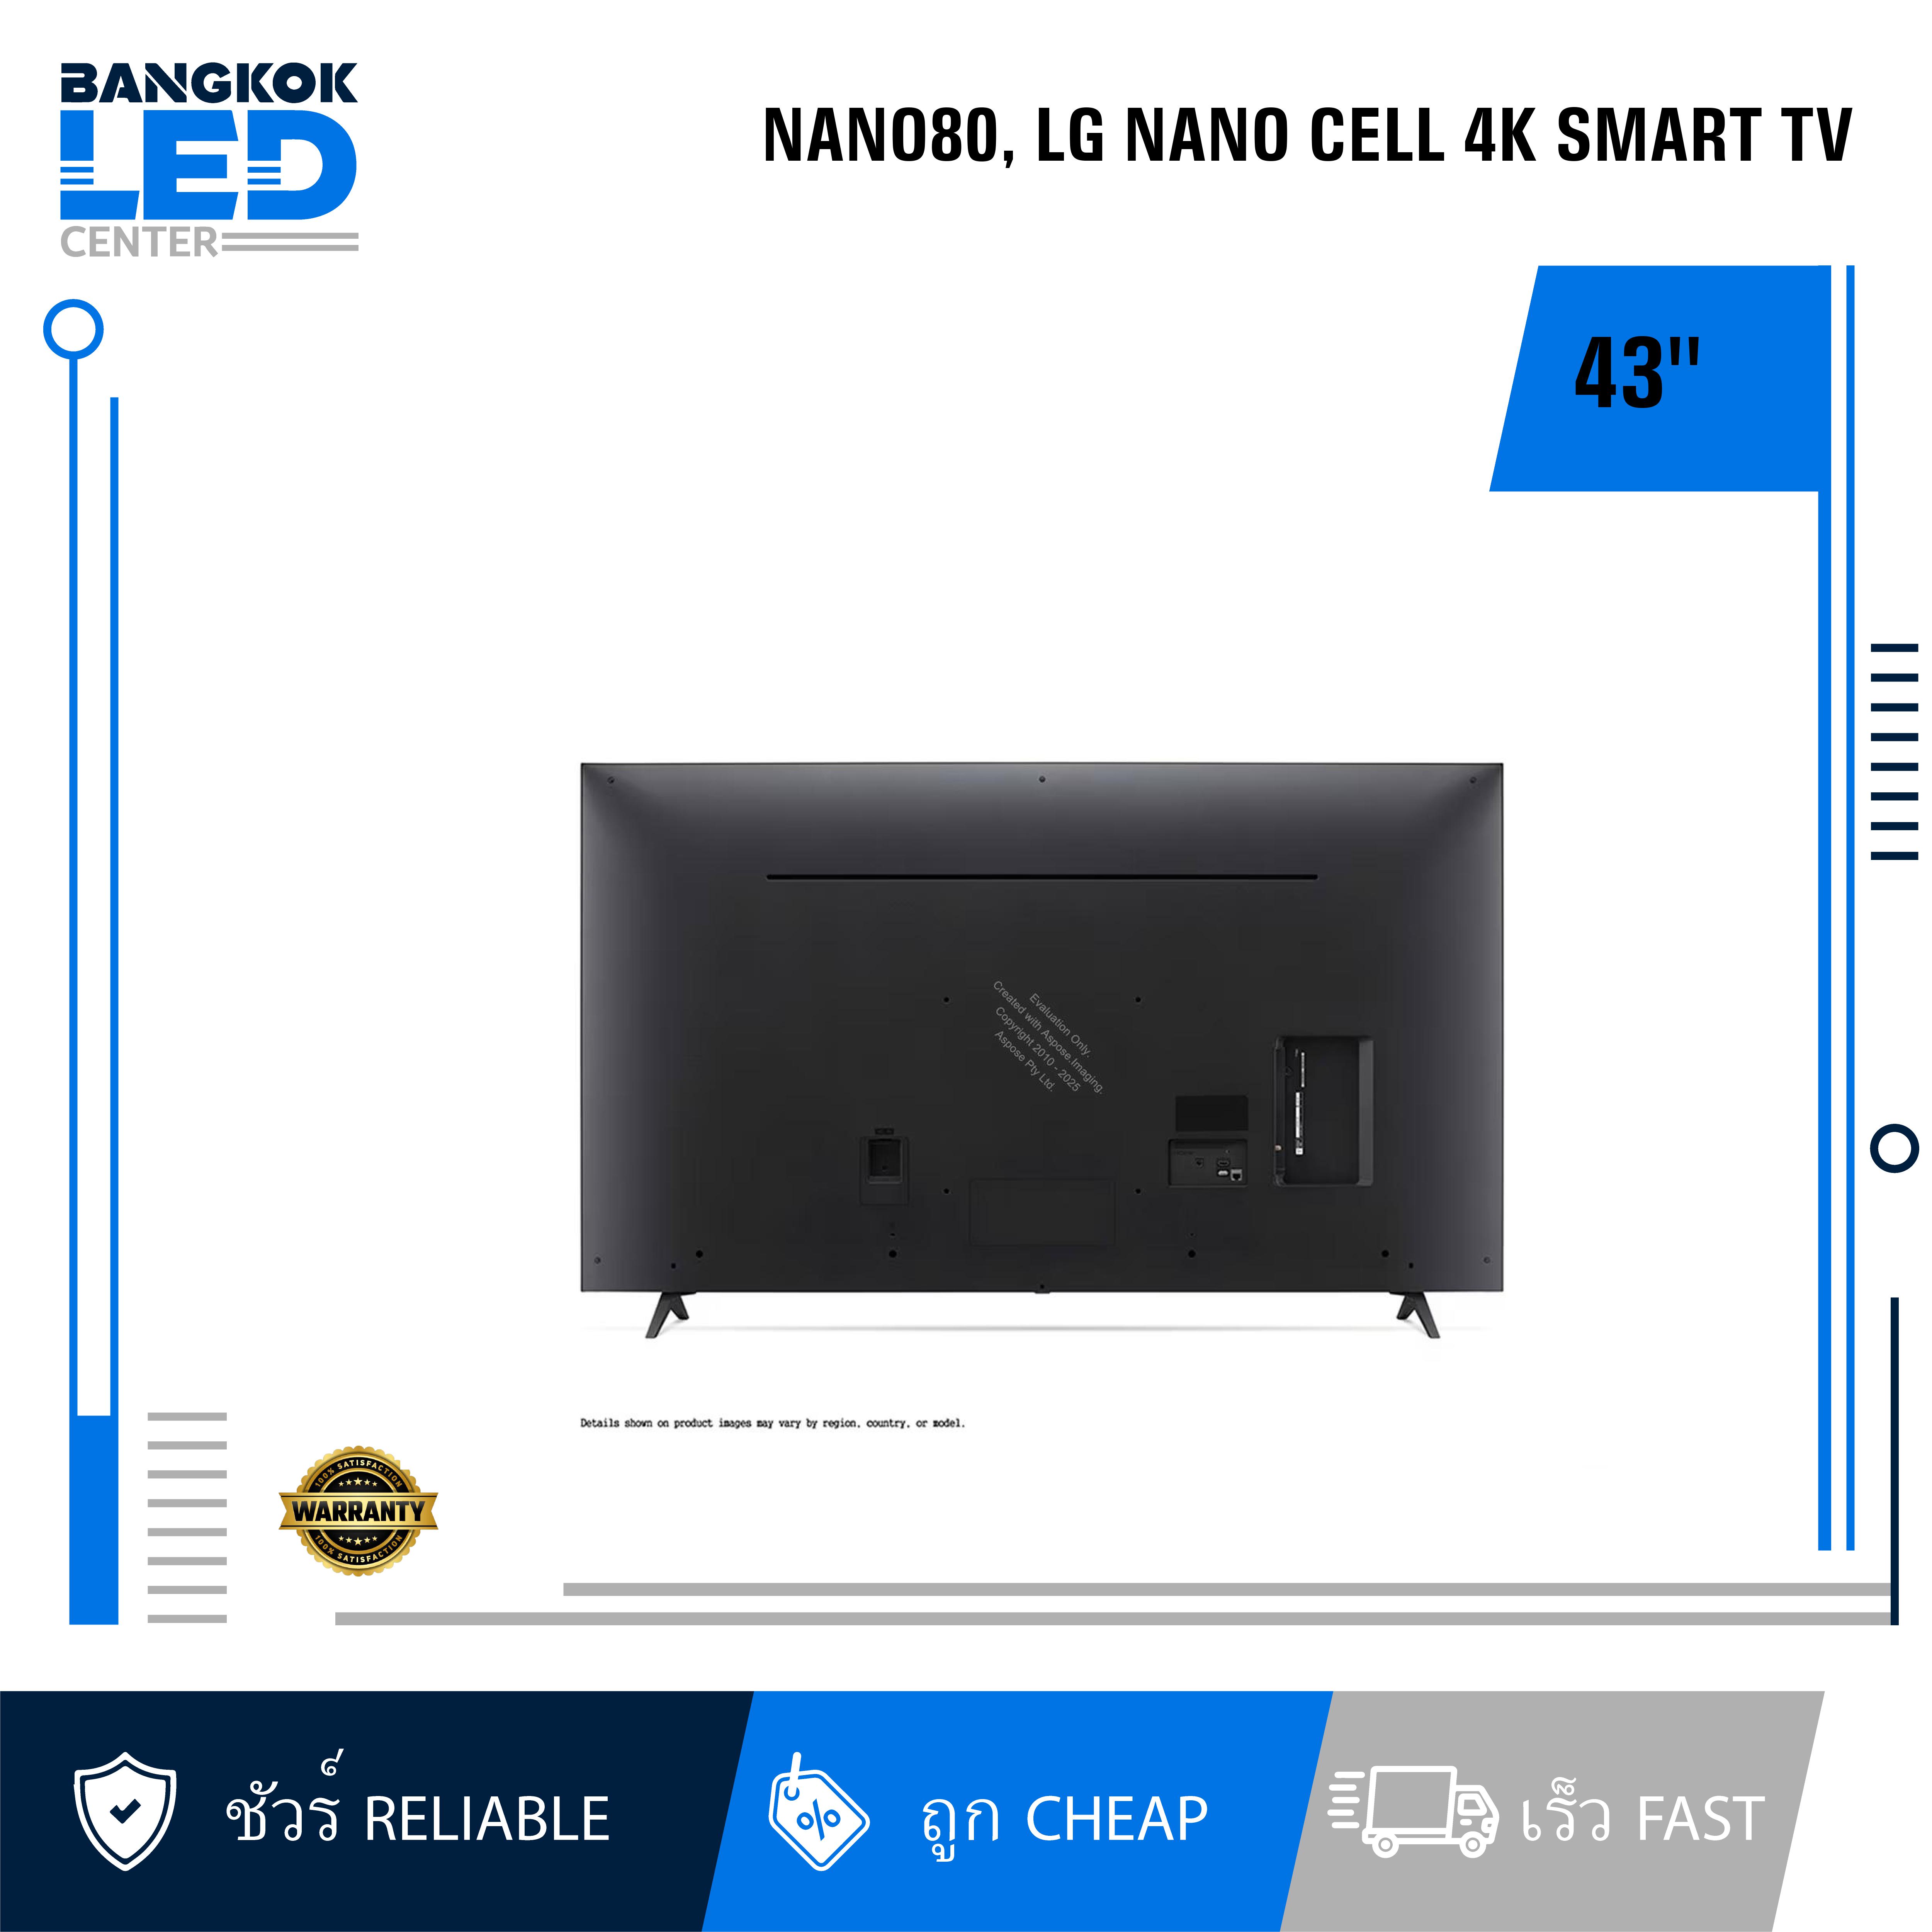 BANGKOK
LED
CENTER
NANO80, LG NANO CELL 4K SMART TV
43"
Evaluation Only.
Created with Aspose.Imaging.
Copyright 2010 - 2025
Aspose Pty Ltd.
Details shown on product images may vary by region, country, or model.
100% SATISFACTION
WARRANTY
100% SATISFACTION
ชัวร์ RELIABLE
% ถูก CHEAP
เร็ว FAST